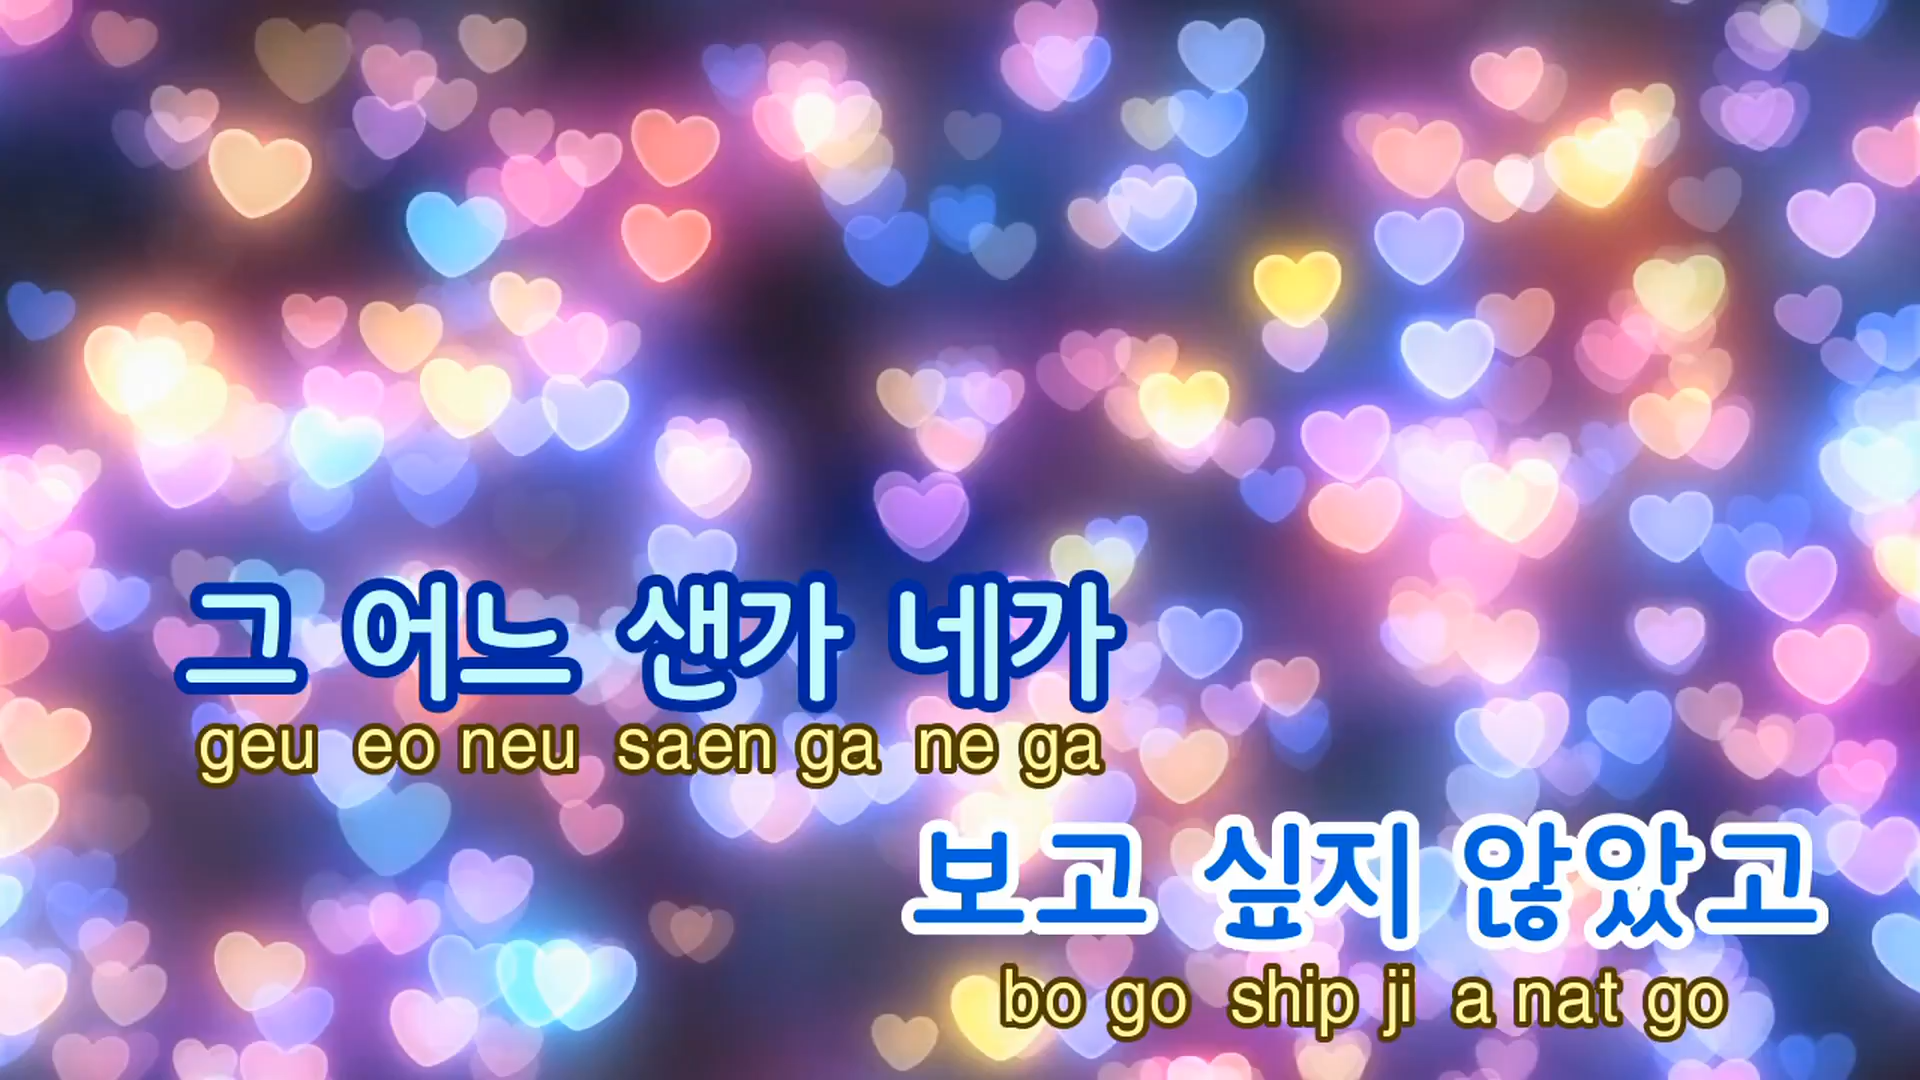 그 어느 샌가 네가
geu eo neu saen ga ne ga
보고 싶지 않았고
bo go ship ji a nat go